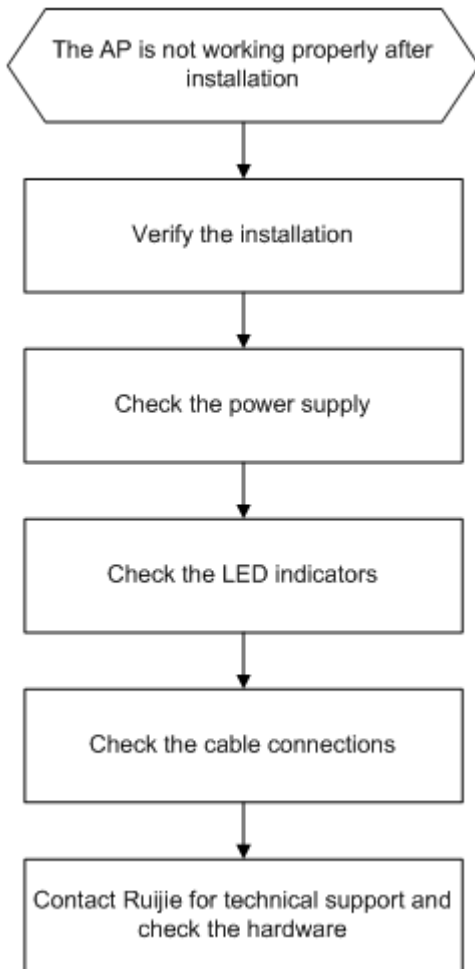 The AP is not working properly after
installation
Verify the installation
Check the power supply
Check the LED indicators
Check the cable connections
Contact Ruijie for technical support and
check the hardware